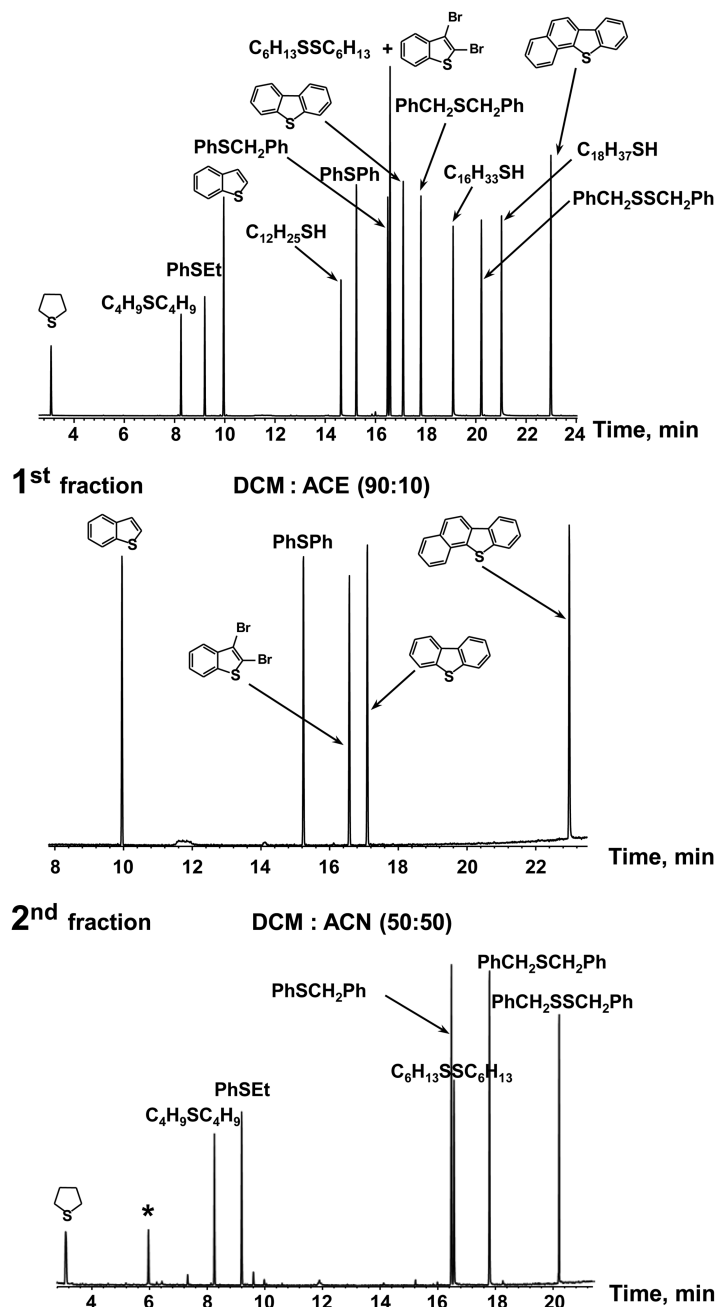 C₆H₁₃SSC₆H₁₃ +
Br
Br
S
S
S
PhCH₂SCH₂Ph
PhSCH₂Ph
PhSPh
C₁₆H₃₃SH
C₁₈H₃₇SH
S
PhCH₂SSCH₂Ph
C₁₂H₂₅SH
PhSEt
C₄H₉SC₄H₉
S
4 6 8 10 14 16 18 20 22 24 Time, min
1st fraction DCM : ACE (90:10)
S
PhSPh
S
Br
Br
S
S
8 10 12 14 16 18 20 22 Time, min
2nd fraction DCM : ACN (50:50)
PhCH₂SCH₂Ph
PhSCH₂Ph
PhCH₂SSCH₂Ph
C₆H₁₃SSC₆H₁₃
PhSEt
C₄H₉SC₄H₉
S
*
4 6 8 10 12 14 16 18 20 Time, min